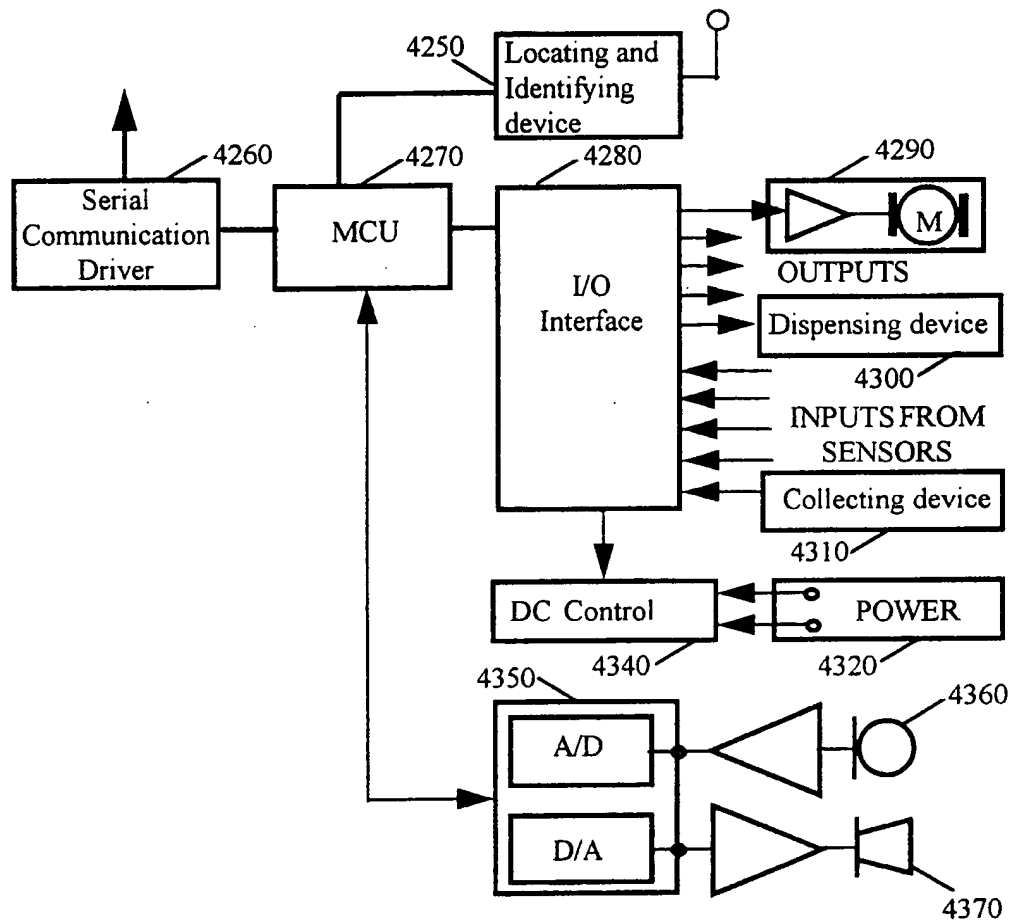 4250
Locating and
Identifying
device
4260
4270
4280
4290
Serial
Communication
Driver
MCU
I/O
Interface
M
OUTPUTS
Dispensing device
4300
INPUTS FROM
SENSORS
Collecting device
4310
DC Control
POWER
4340
4320
4350
4360
A/D
D/A
4370